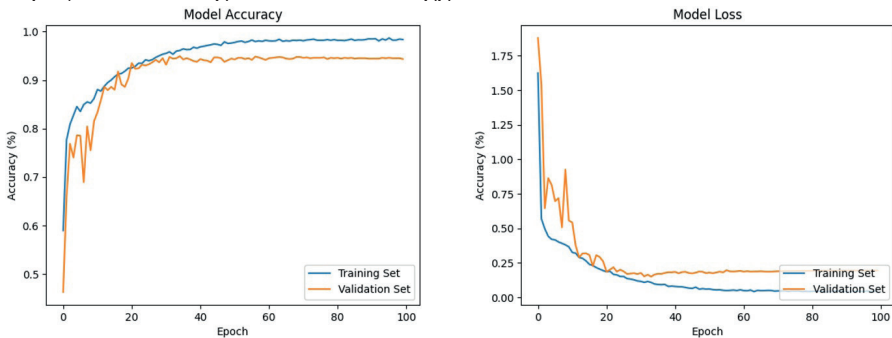 Model Accuracy
Accuracy (%)
1.0
0.9
0.8
0.7
0.6
0.5
0
20
40
60
80
100
Epoch
Training Set
Validation Set
Model Loss
Accuracy (%)
1.75
1.50
1.25
1.00
0.75
0.50
0.25
0.00
0
20
40
60
80
100
Epoch
Training Set
Validation Set